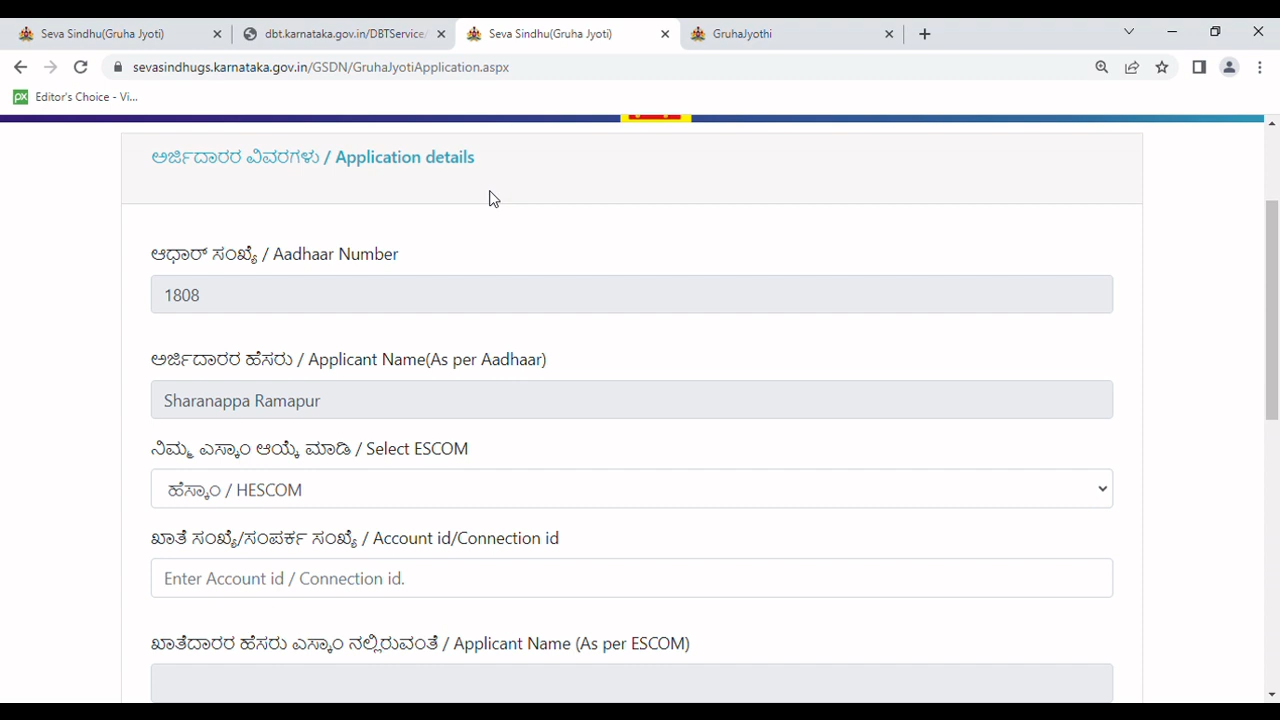 Seva Sindhu(Gruha Jyoti)
dbt.karnataka.gov.in/DBTService/
Seva Sindhu(Gruha Jyoti)
GruhaJyothi
sevasindhugs.karnataka.gov.in/GSDN/GruhaJyotiApplication.aspx
px Editor's Choice - Vi...
ಅರ್ಜಿದಾರರ ವಿವರಗಳು / Application details
ಆಧಾರ್ ಸಂಖ್ಯೆ / Aadhaar Number
1808
ಅರ್ಜಿದಾರರ ಹೆಸರು / Applicant Name(As per Aadhaar)
Sharanappa Ramapur
ನಿಮ್ಮ ಎಸ್ಕಾಂ ಆಯ್ಕೆ ಮಾಡಿ / Select ESCOM
ಹೆಸ್ಕಾಂ / HESCOM
ಖಾತೆ ಸಂಖ್ಯೆ/ಸಂಪರ್ಕ ಸಂಖ್ಯೆ / Account id/Connection id
Enter Account id / Connection id.
ಖಾತೆದಾರರ ಹೆಸರು ಎಸ್ಕಾಂ ನಲ್ಲಿರುವಂತೆ / Applicant Name (As per ESCOM)